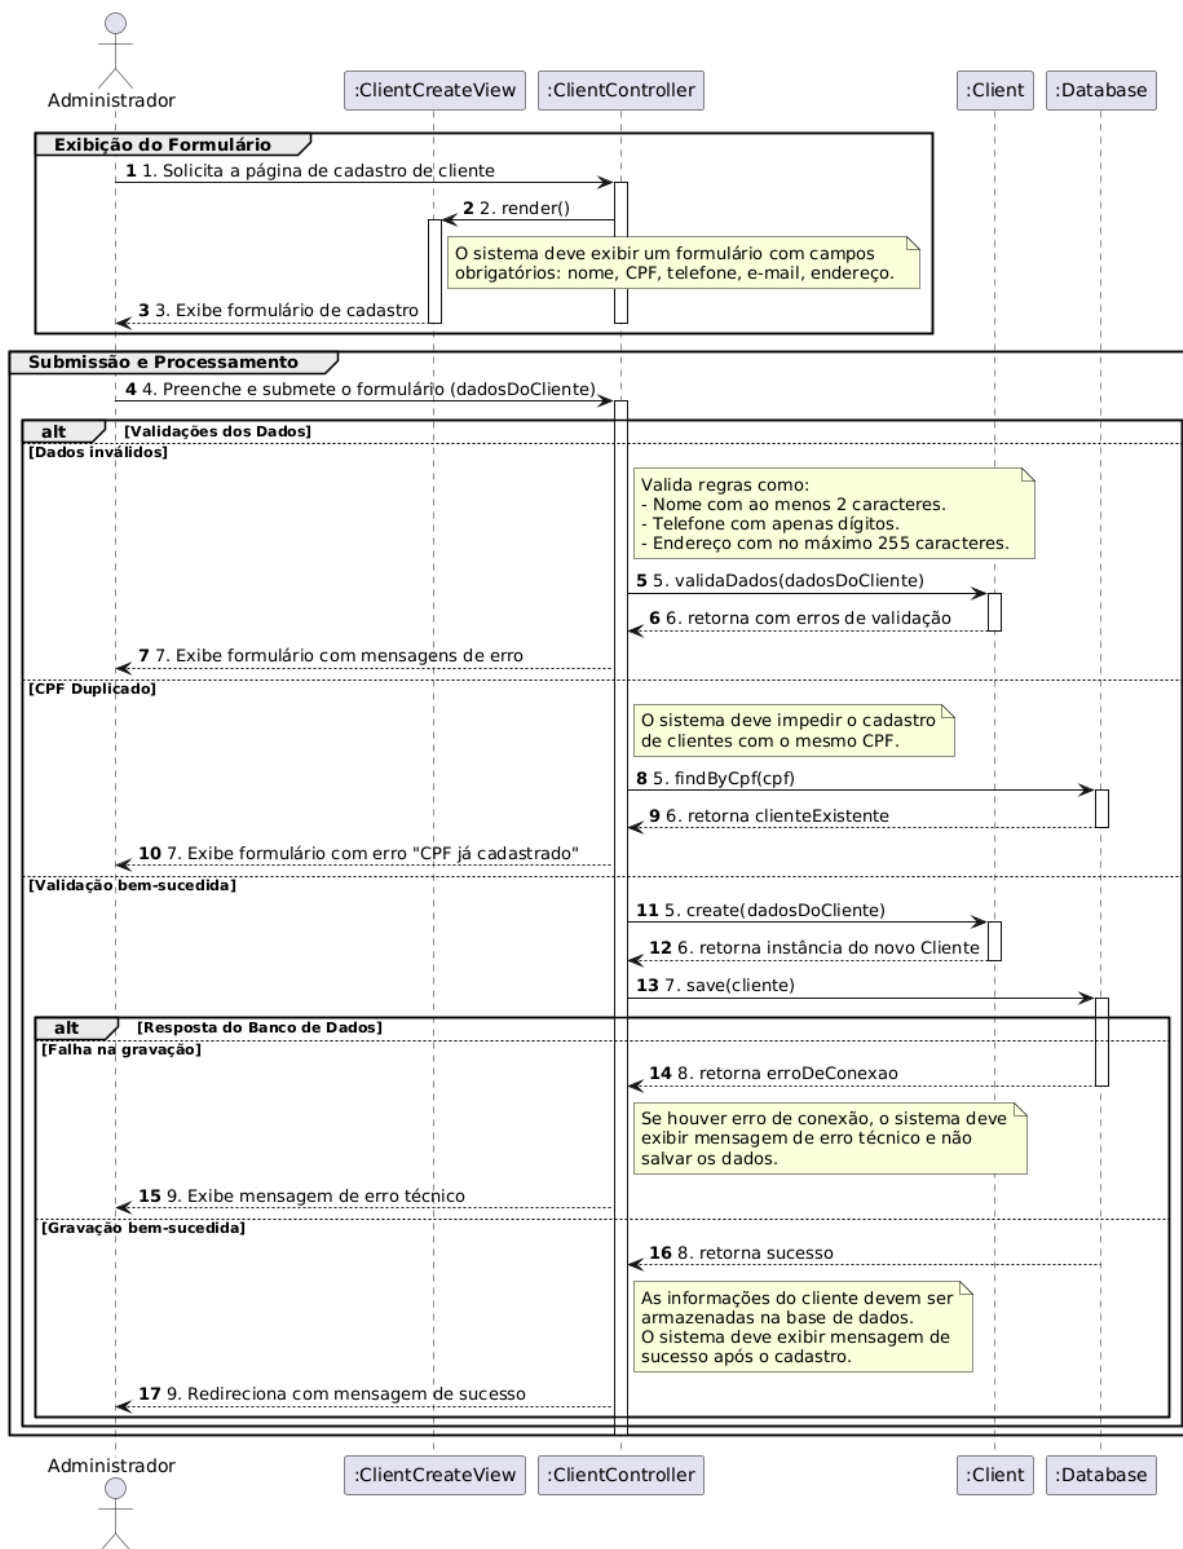 Administrador
:ClientCreateView
:ClientController
:Client
:Database
Exibição do Formulário
1 1. Solicita a página de cadastro de cliente
2 2. render()
O sistema deve exibir um formulário com campos
obrigatórios: nome, CPF, telefone, e-mail, endereço.
3 3. Exibe formulário de cadastro
Submissão e Processamento
4 4. Preenche e submete o formulário (dadosDoCliente)
alt [Validações dos Dados]
[Dados inválidos]
Valida regras como:
- Nome com ao menos 2 caracteres.
- Telefone com apenas dígitos.
- Endereço com no máximo 255 caracteres.
5 5. validaDados(dadosDoCliente)
6 6. retorna com erros de validação
7 7. Exibe formulário com mensagens de erro
[CPF Duplicado]
O sistema deve impedir o cadastro
de clientes com o mesmo CPF.
8 5. findByCpf(cpf)
9 6. retorna clienteExistente
10 7. Exibe formulário com erro "CPF já cadastrado"
[Validação bem-sucedida]
11 5. create(dadosDoCliente)
12 6. retorna instância do novo Cliente
13 7. save(cliente)
alt [Resposta do Banco de Dados]
[Falha na gravação]
14 8. retorna erroDeConexao
Se houver erro de conexão, o sistema deve
exibir mensagem de erro técnico e não
salvar os dados.
15 9. Exibe mensagem de erro técnico
[Gravação bem-sucedida]
16 8. retorna sucesso
As informações do cliente devem ser
armazenadas na base de dados.
O sistema deve exibir mensagem de
sucesso após o cadastro.
17 9. Redireciona com mensagem de sucesso
Administrador
:ClientCreateView
:ClientController
:Client
:Database